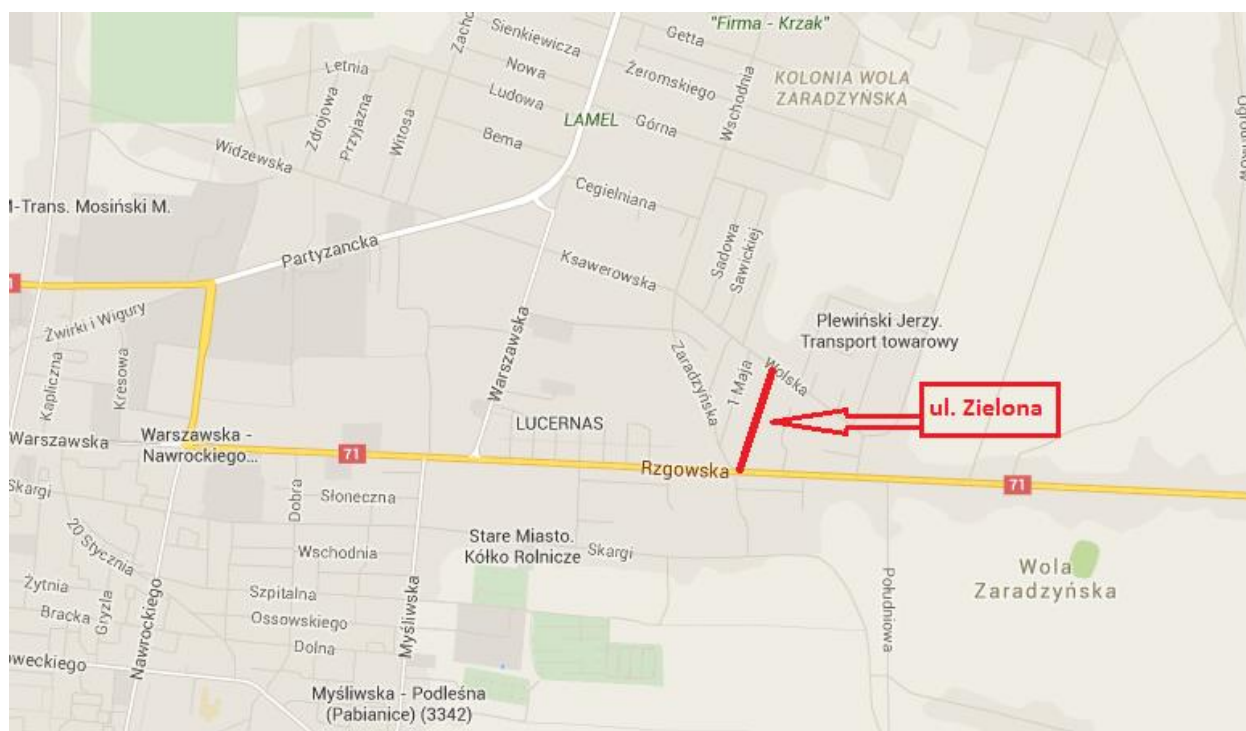 "Firma - Krzak"
Zacho
Sienkiewicza
Getta
Letnia
Nowa
Żeromskiego
KOLONIA WOLA
ZARADZYŃSKA
Zdrojowa
Przyjazna
Witosa
Ludowa
LAMEL
Górna
Wschodnia
Ogrodników
Bema
Widzewska
Cegielniana
-Trans. Mosiński M.
Partyzancka
Ksawerowska
Sadowa
Sawickiej
Żwirki i Wigury
Plewiński Jerzy.
Transport towarowy
Kapliczna
Kresowa
Warszawska
Zaradzyńska
1 Maja
Wolska
ul. Zielona
LUCERNAS
Warszawska
Warszawska -
Nawrockiego...
71
Rzgowska
71
Skargi
Dobra
Słoneczna
20 Stycznia
Wschodnia
Stare Miasto.
Kółko Rolnicze
Skargi
Wola
Zaradzyńska
Południowa
Żytnia
Bracka
Gryzla
Nawrockiego
Szpitalna
Ossowskiego
Dolna
Myśliwska
oweckiego
Myśliwska - Podleśna
(Pabianice) (3342)